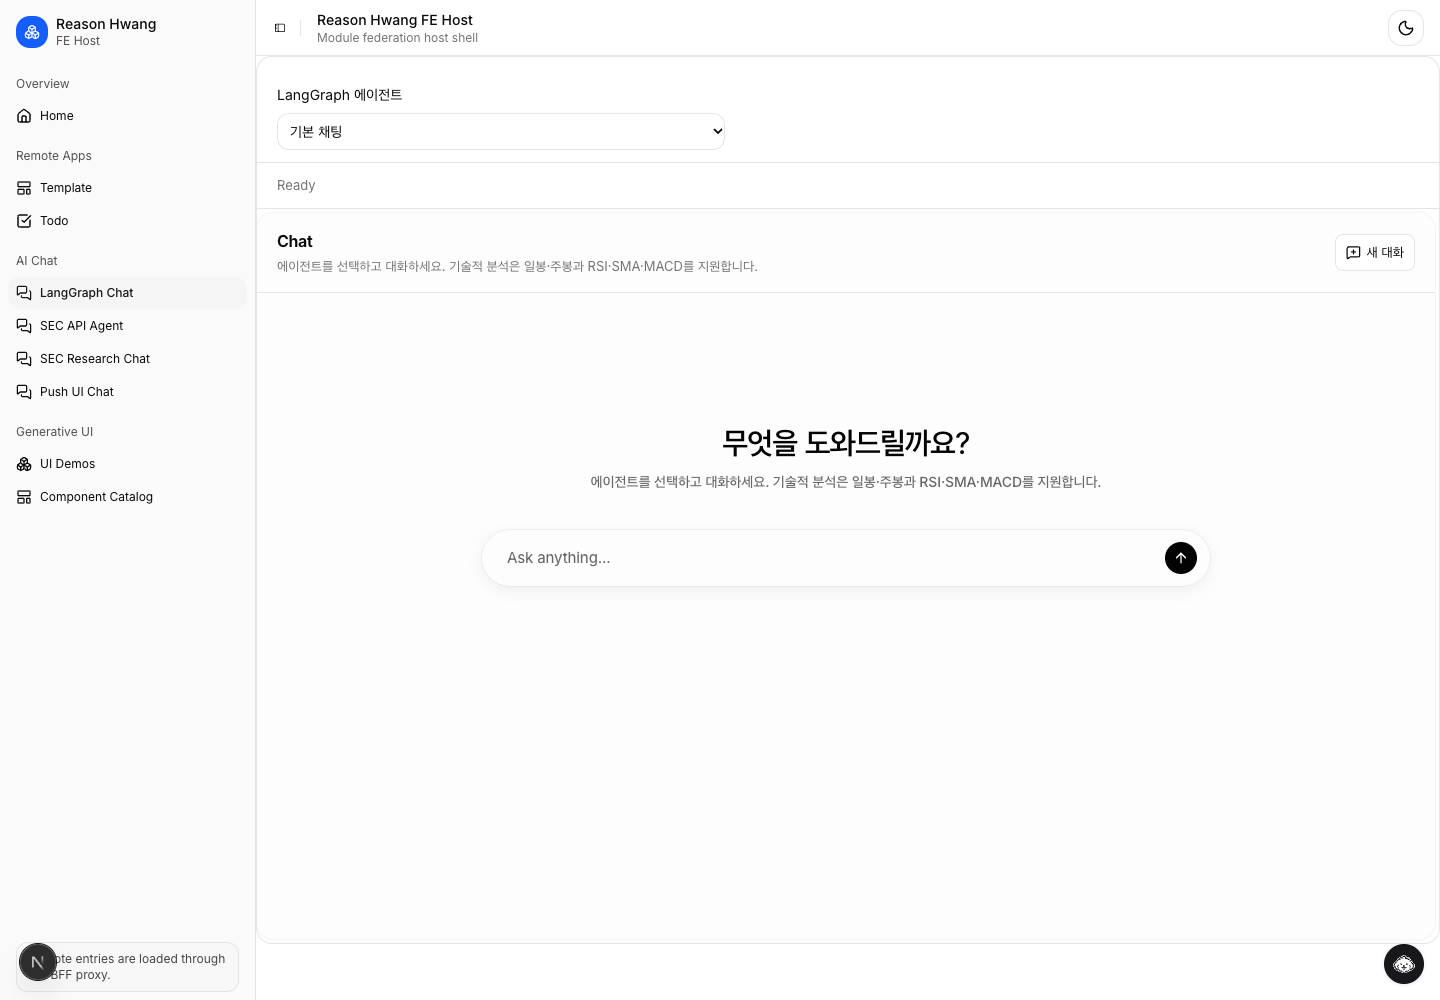 Reason Hwang
FE Host
Overview
Home
Remote Apps
Template
Todo
AI Chat
LangGraph Chat
SEC API Agent
SEC Research Chat
Push UI Chat
Generative UI
UI Demos
Component Catalog
entries are loaded through
BFF proxy.
N
Reason Hwang FE Host
Module federation host shell
LangGraph 에이전트
기본 채팅
Ready
Chat
에이전트를 선택하고 대화하세요. 기술적 분석은 일봉·주봉과 RSI·SMA·MACD를 지원합니다.
새 대화
무엇을 도와드릴까요?
에이전트를 선택하고 대화하세요. 기술적 분석은 일봉·주봉과 RSI·SMA·MACD를 지원합니다.
Ask anything...